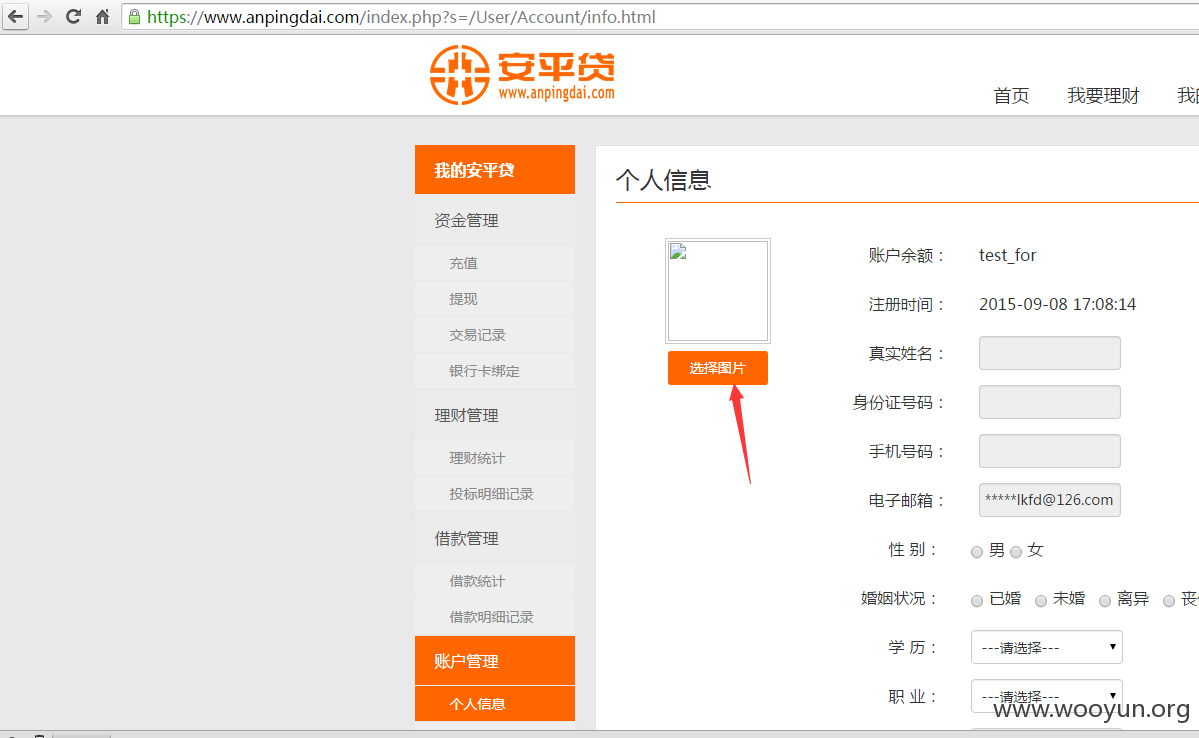 https://www.anpingdai.com/index.php?s=/User/Account/info.html
安平贷
www.anpingdai.com
首页 我要理财 我的
我的安平贷
资金管理
充值
提现
交易记录
银行卡绑定
理财管理
理财统计
投标明细记录
借款管理
借款统计
借款明细记录
账户管理
个人信息
个人信息
选择图片
账户余额： test_for
注册时间： 2015-09-08 17:08:14
真实姓名：
身份证号码：
手机号码：
电子邮箱： *****lkfd@126.com
性 别： 男 女
婚姻状况： 已婚 未婚 离异 丧
学 历： ---请选择---
职 业： ---请选择---
www.wooyun.org